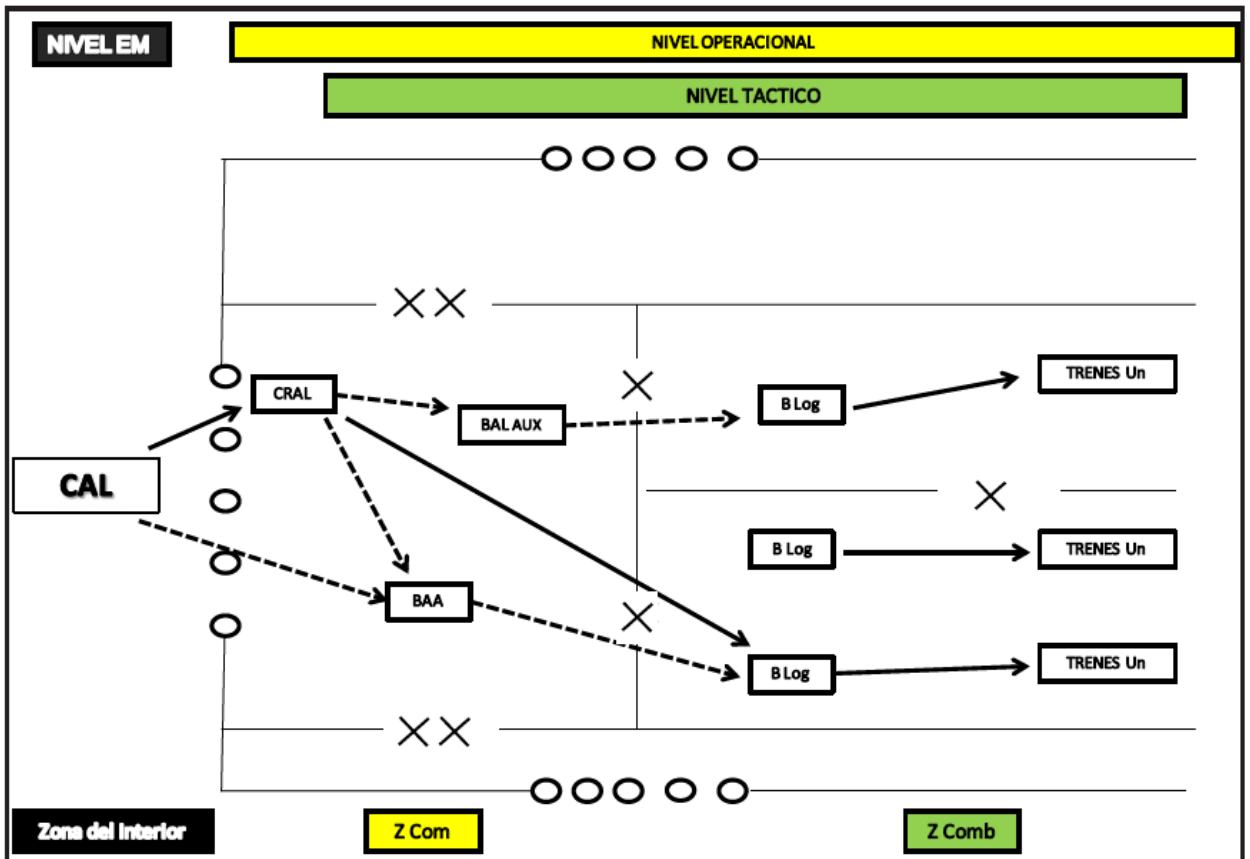 NIVEL EM
NIVEL OPERACIONAL
NIVEL TACTICO
CRAL
BAL AUX
B Log
TRENES Un
CAL
B Log
TRENES Un
BAA
B Log
TRENES Un
Zona del Interior
Z Com
Z Comb